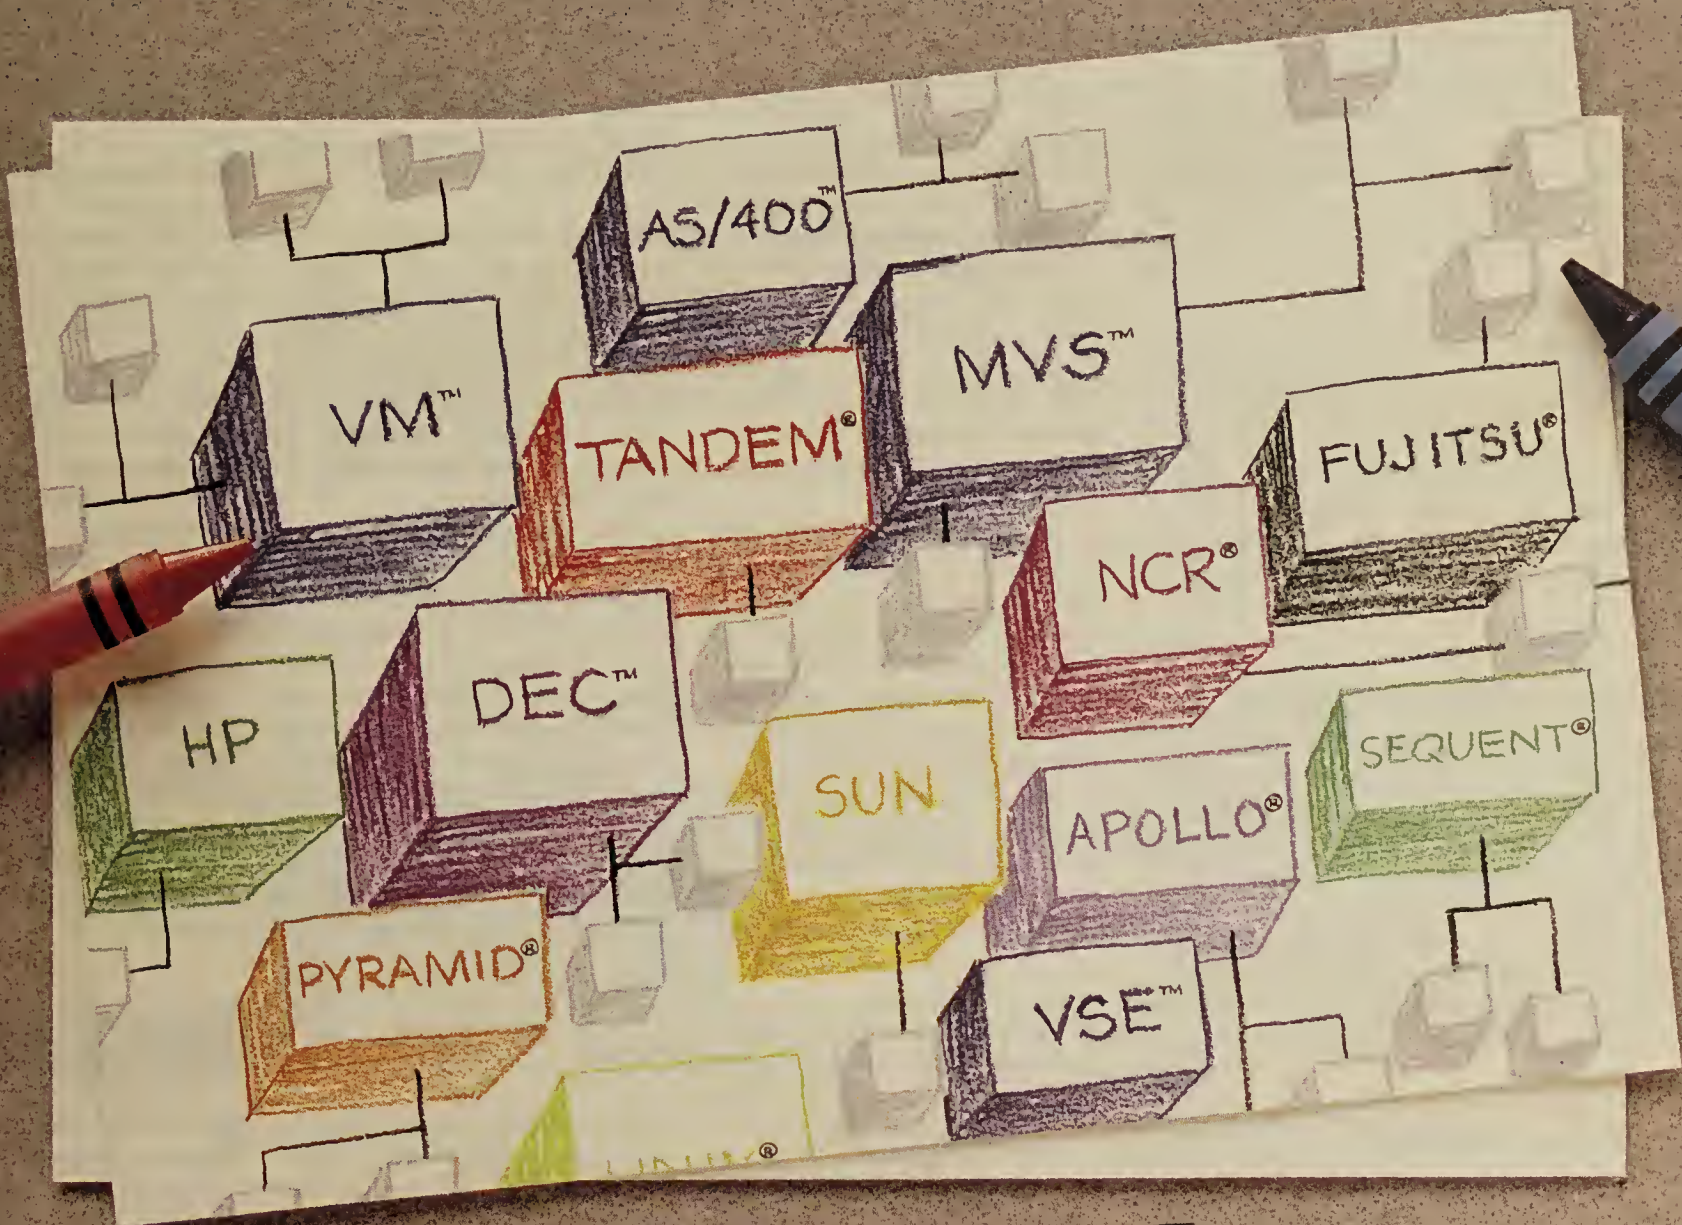 AS/400™
MVS™
VM™
TANDEM®
FUJITSU®
NCR®
DEC™
HP
SUN
APOLLO®
SEQUENT®
PYRAMID®
VSE™